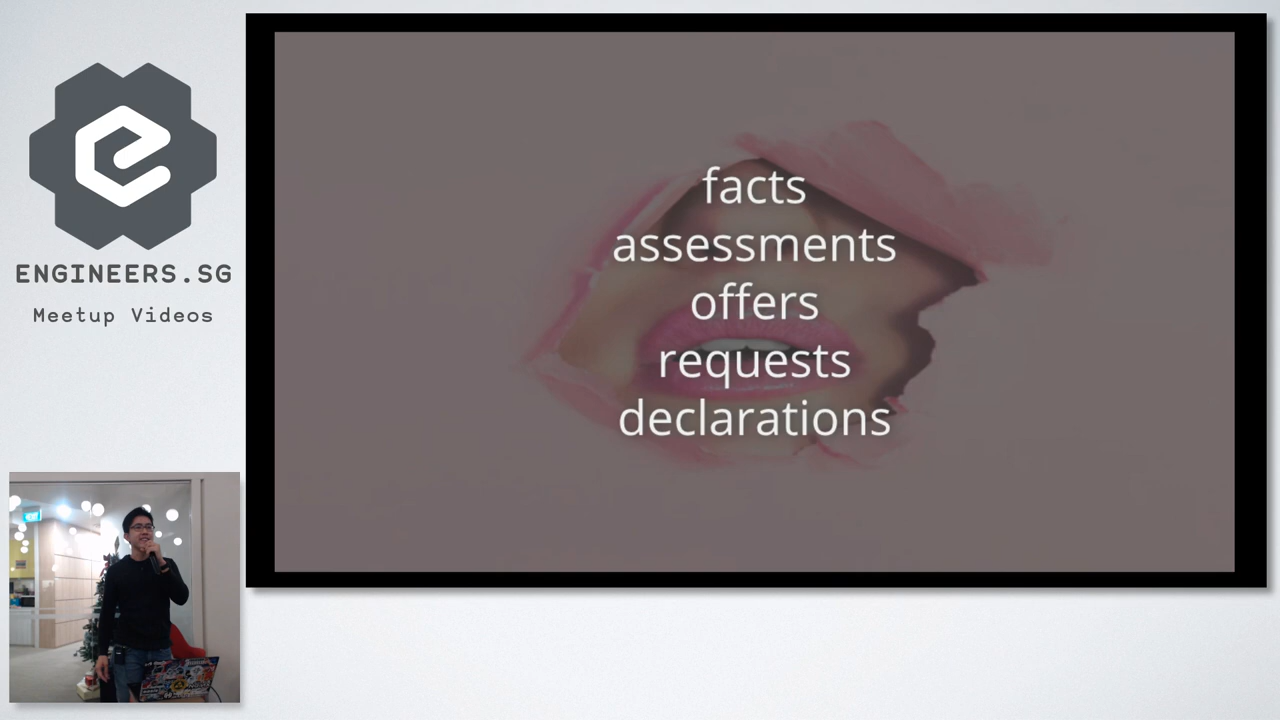 ENGINEERS.SG
Meetup Videos
facts
assessments
offers
requests
declarations